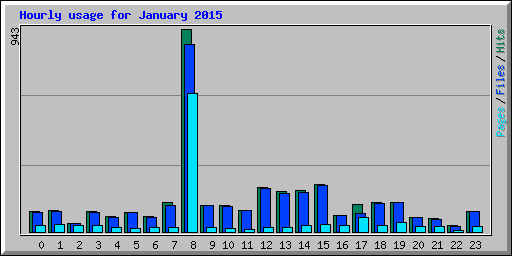 Hourly usage for January 2015
943
Pages / Files / Hits
0 1 2 3 4 5 6 7 8 9 10 11 12 13 14 15 16 17 18 19 20 21 22 23